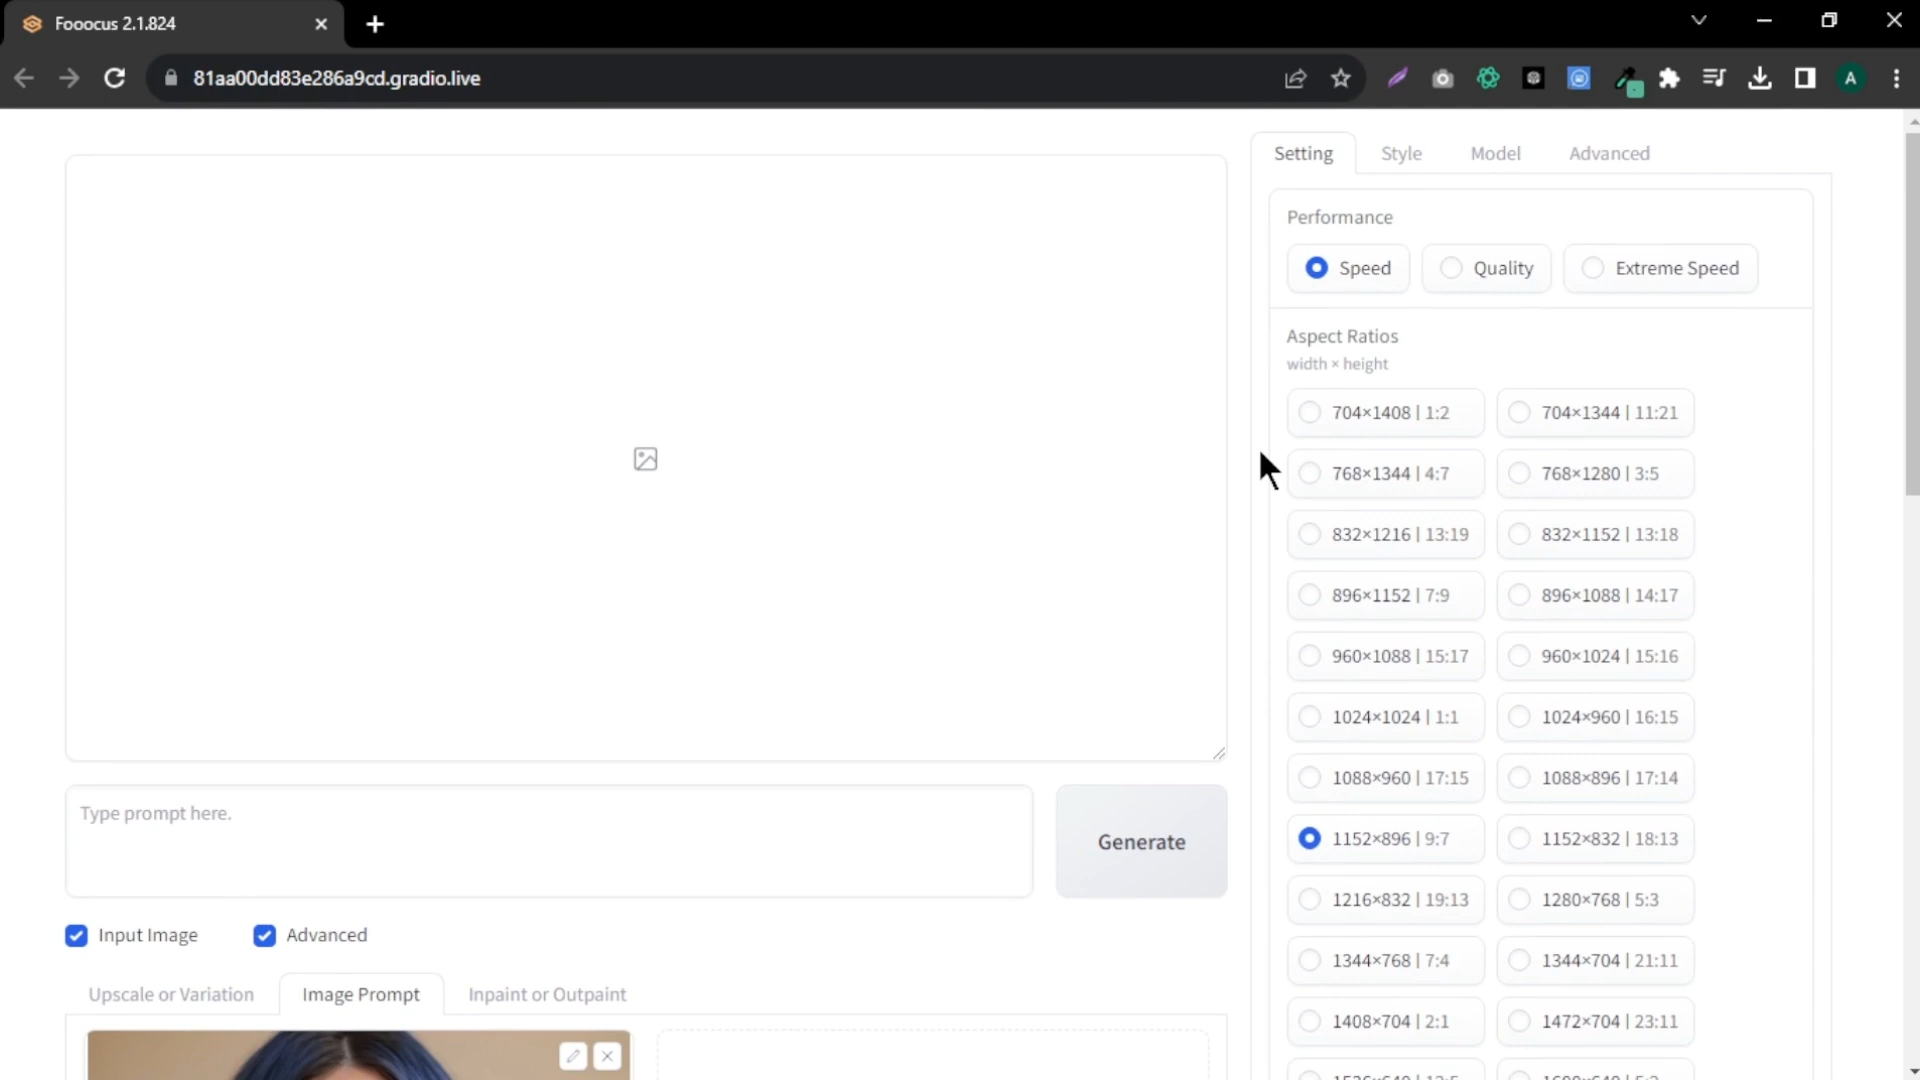 Fooocus 2.1.824
81aa00dd83e286a9cd.gradio.live
A
Setting Style Model Advanced
Performance
Speed Quality Extreme Speed
Aspect Ratios
width × height
704×1408 | 1:2 704×1344 | 11:21
768×1344 | 4:7 768×1280 | 3:5
832×1216 | 13:19 832×1152 | 13:18
896×1152 | 7:9 896×1088 | 14:17
960×1088 | 15:17 960×1024 | 15:16
1024×1024 | 1:1 1024×960 | 16:15
1088×960 | 17:15 1088×896 | 17:14
1152×896 | 9:7 1152×832 | 18:13
1216×832 | 19:13 1280×768 | 5:3
1344×768 | 7:4 1344×704 | 21:11
1408×704 | 2:1 1472×704 | 23:11
Type prompt here.
Generate
Input Image Advanced
Upscale or Variation Image Prompt Inpaint or Outpaint